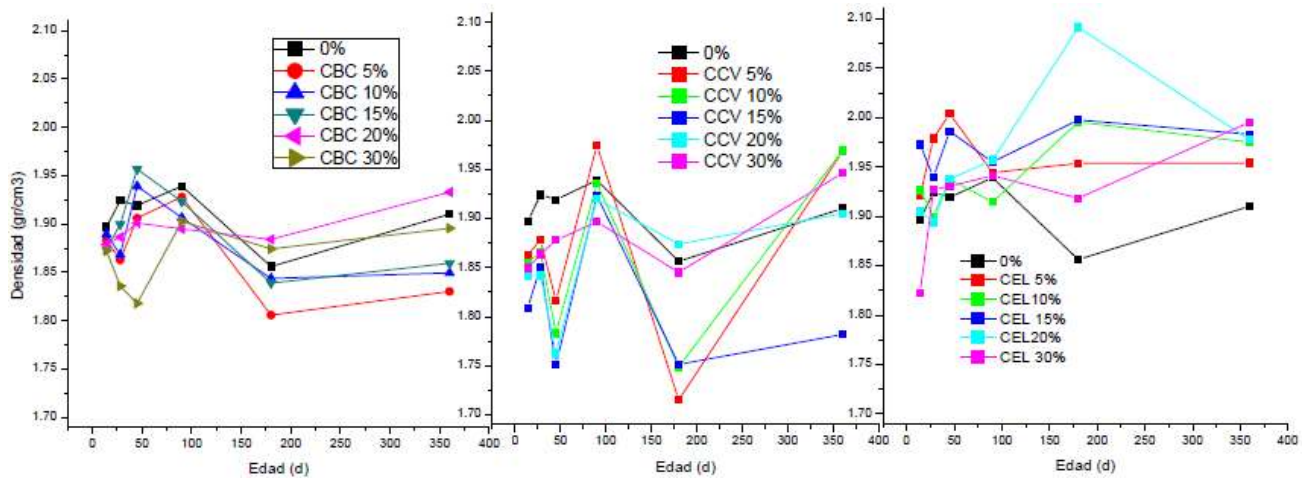 2.10
2.05
2.00
1.95
1.90
1.85
1.80
1.75
1.70
Densidad (gr/cm3)
0%
CBC 5%
CBC 10%
CBC 15%
CBC 20%
CBC 30%
0 50 100 150 200 250 300 350 400
Edad (d)
2.10
2.05
2.00
1.95
1.90
1.85
1.80
1.75
1.70
0%
CCV 5%
CCV 10%
CCV 15%
CCV 20%
CCV 30%
0 50 100 150 200 250 300 350 400
Edad (d)
2.10
2.05
2.00
1.95
1.90
1.85
1.80
1.75
1.70
0%
CEL 5%
CEL10%
CEL 15%
CEL20%
CEL 30%
0 50 100 150 200 250 300 350 400
Edad (d)